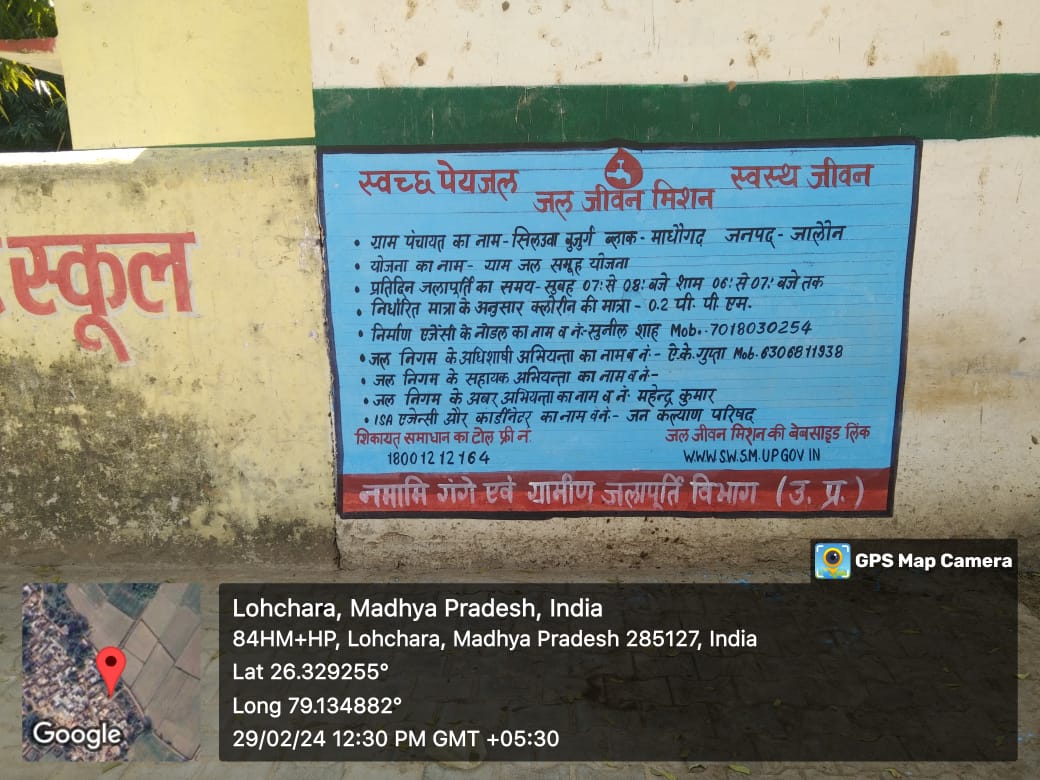 स्कूल
स्वच्छ पेयजल
स्वस्थ जीवन
जल जीवन मिशन
• ग्राम पंचायत का नाम - सिलउवा बुजुर्ग ब्लाक - माधौगढ़ जनपद - जालौन
• योजना का नाम - ग्राम जल समूह योजना
• प्रतिदिन जलापूर्ति का समय - सुबह 07: से 08: बजे शाम 06: से 07: बजे तक
• निर्धारित मात्रा के अनुसार क्लोरीन की मात्रा - 0.2 पी. पी. एम.
• निर्माण एजेंसी के नोडल का नाम व नं:- सुनील शाह Mob.-7018030254
• जल निगम के अधिशाषी अभियन्ता का नाम व नं:- ऐ.के. गुप्ता Mob.6306811938
• जल निगम के सहायक अभियन्ता का नाम व नं:-
• जल निगम के अबर अभियन्ता का नाम व नं: महेन्द्र कुमार
• ISA एजेन्सी और कार्डीनेटर का नाम व नं:- जन कल्याण परिषद
शिकायत समाधान का टोल फ्री नं.
18001212164
जल जीवन मिशन की बेबसाइड लिंक
WWW.SWSM.UP.GOV IN
नमामि गंगे एवं ग्रामीण जलापूर्ति विभाग (उ. प्र.)
GPS Map Camera
Lohchara, Madhya Pradesh, India
84HM+HP, Lohchara, Madhya Pradesh 285127, India
Lat 26.329255°
Long 79.134882°
29/02/24 12:30 PM GMT +05:30
Google